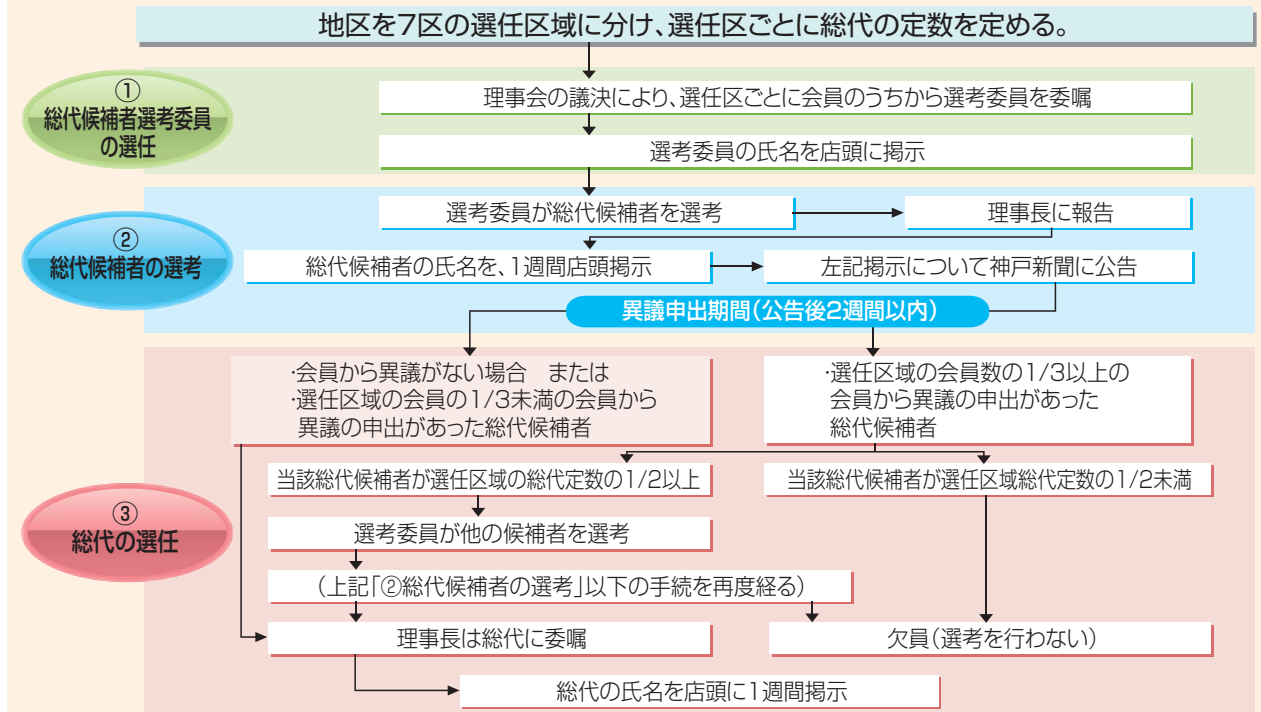 地区を7区の選任区域に分け、選任区ごとに総代の定数を定める。
①
総代候補者選考委員
の選任
理事会の議決により、選任区ごとに会員のうちから選考委員を委嘱
選考委員の氏名を店頭に掲示
②
総代候補者の選考
選考委員が総代候補者を選考
理事長に報告
総代候補者の氏名を、1週間店頭掲示
左記掲示について神戸新聞に公告
異議申出期間（公告後2週間以内）
・会員から異議がない場合　または
・選任区域の会員の1/3未満の会員から
異議の申出があった総代候補者
・選任区域の会員数の1/3以上の
会員から異議の申出があった
総代候補者
③
総代の選任
当該総代候補者が選任区域の総代定数の1/2以上
当該総代候補者が選任区域総代定数の1/2未満
選考委員が他の候補者を選考
（上記「②総代候補者の選考」以下の手続を再度経る）
理事長は総代に委嘱
欠員（選考を行わない）
総代の氏名を店頭に1週間掲示